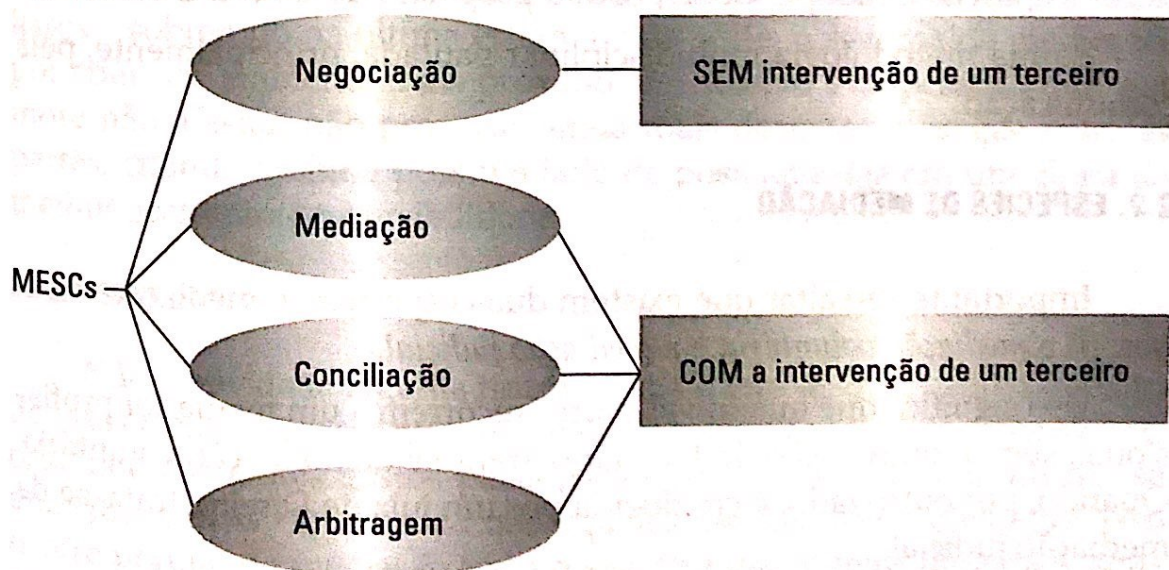 Negociação
SEM intervenção de um terceiro
Mediação
MESCs
Conciliação
COM a intervenção de um terceiro
Arbitragem